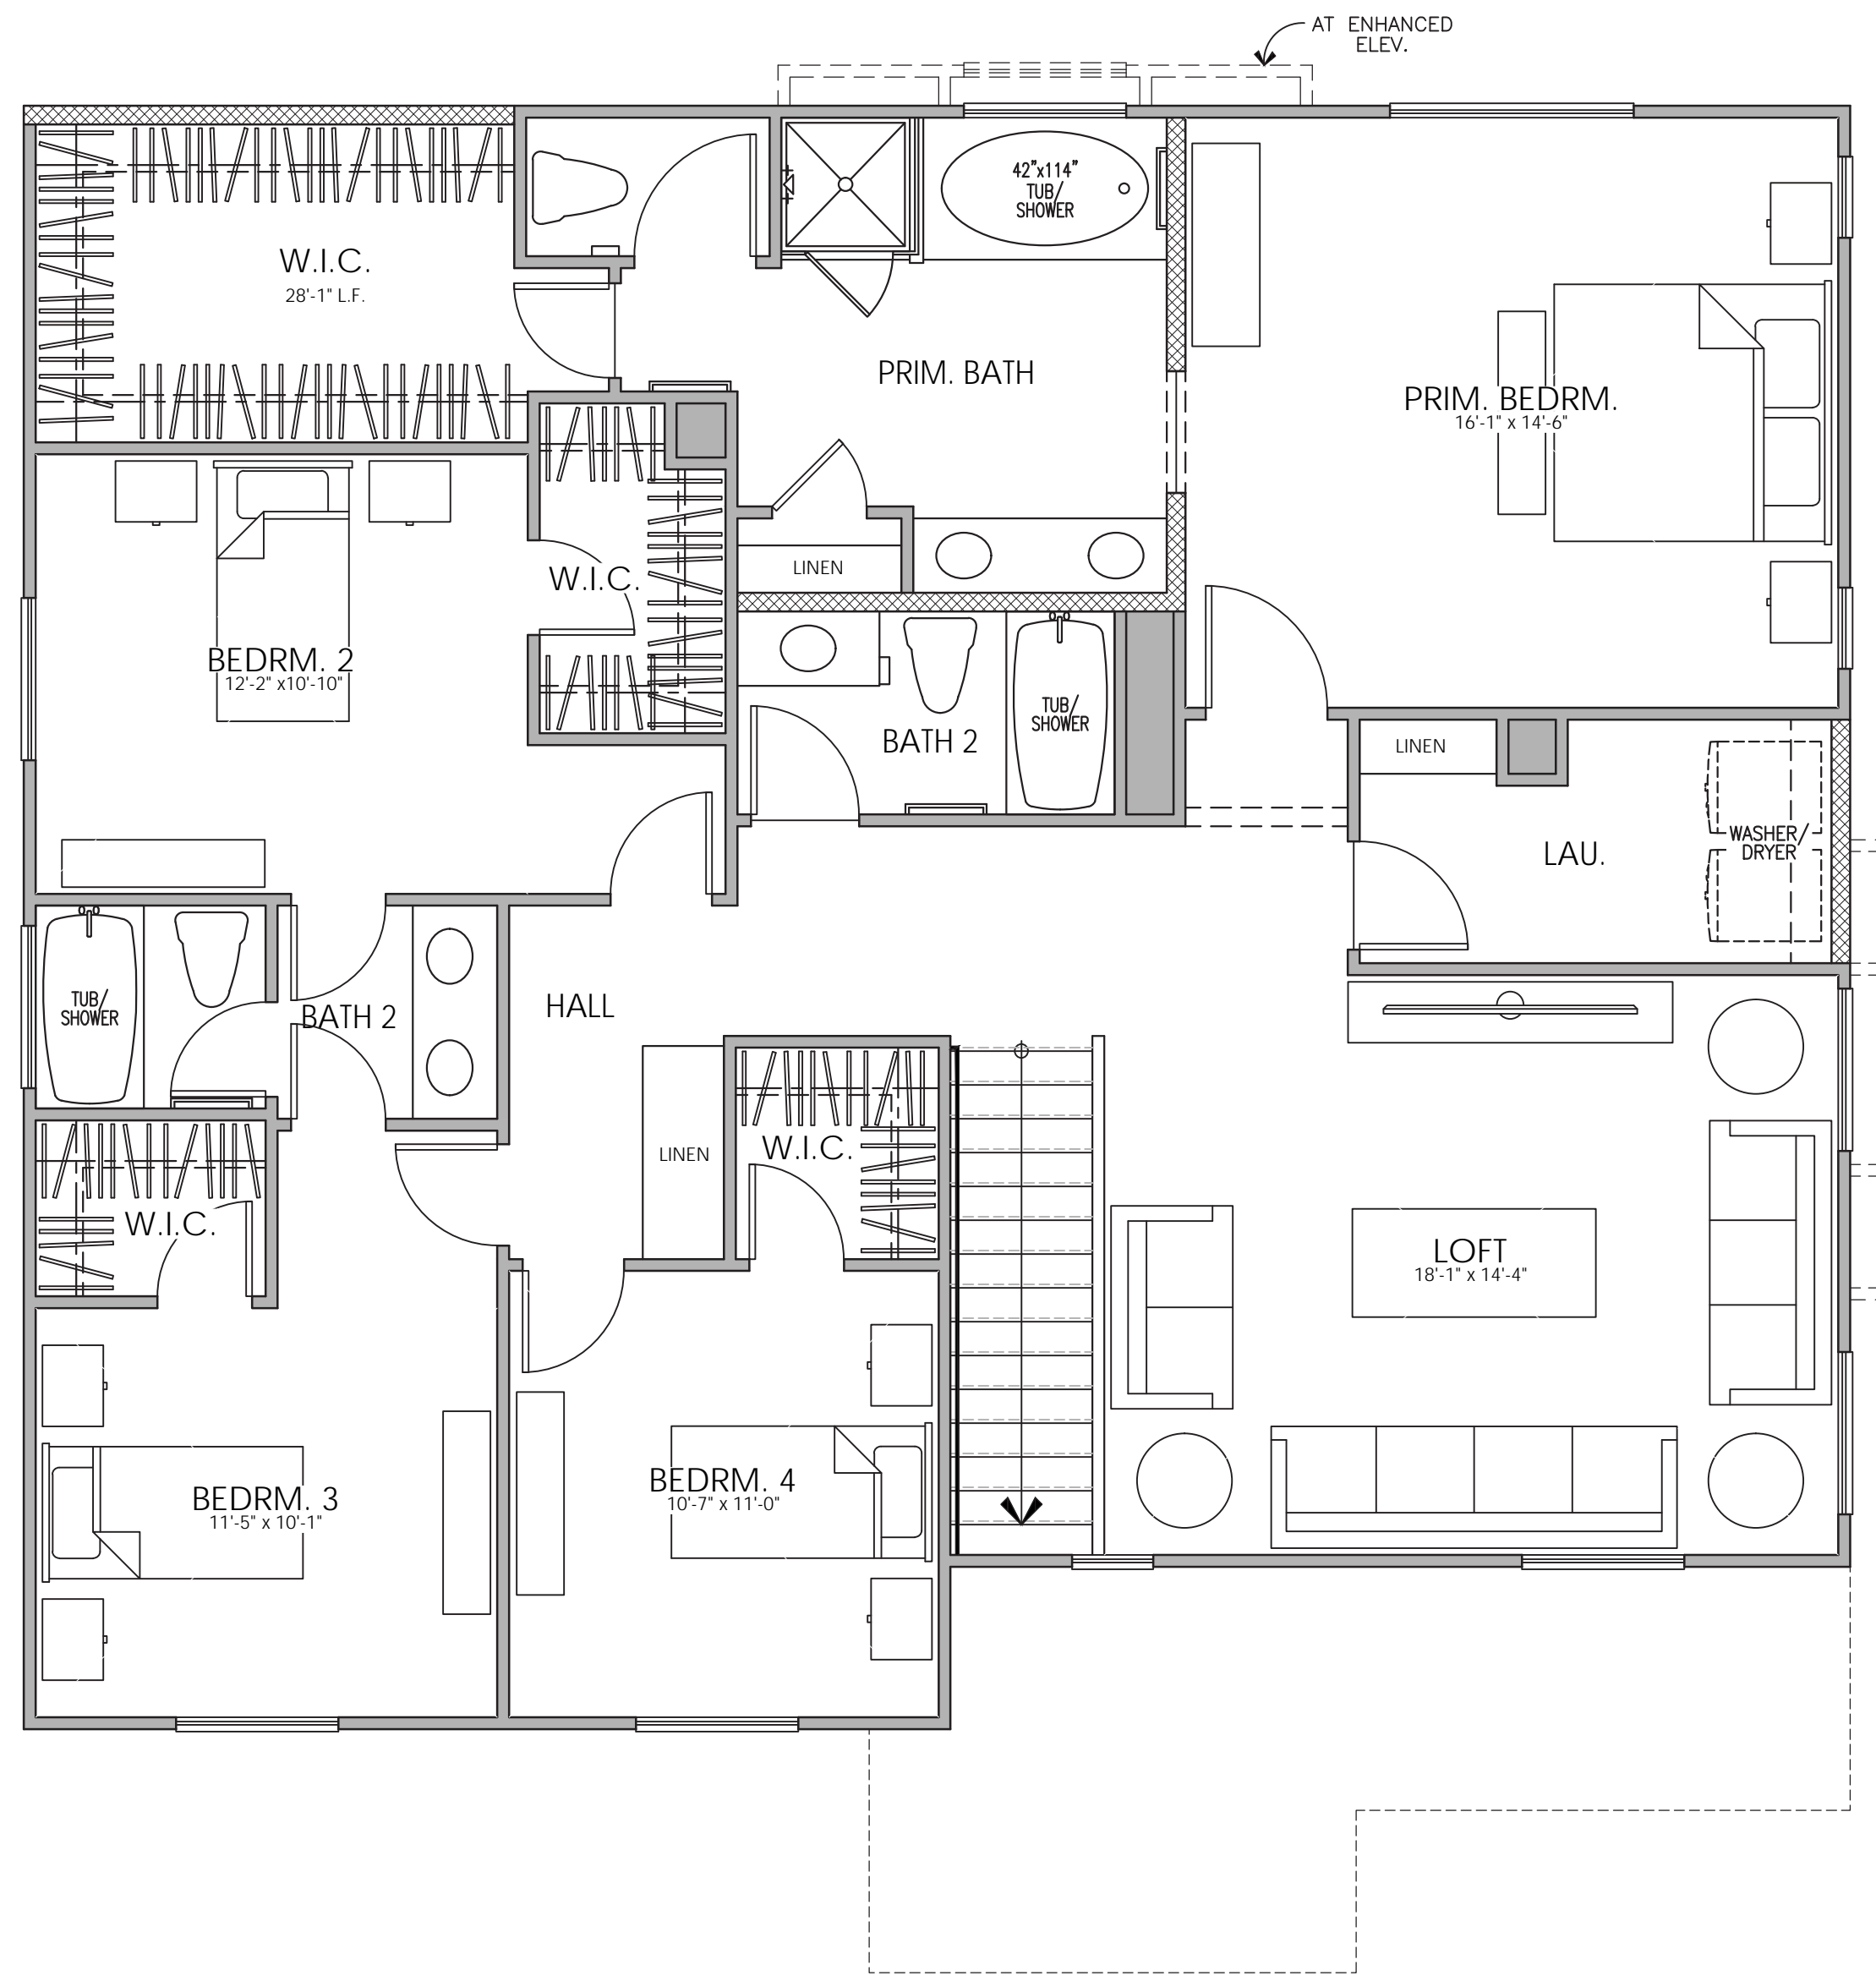 AT ENHANCED
ELEV.
42"x114"
TUB/
SHOWER
W.I.C.
28'-1" L.F.
PRIM. BATH
PRIM. BEDRM.
16'-1" x 14'-6"
LINEN
W.I.C.
BEDRM. 2
12'-2" x10'-10"
TUB/
SHOWER
BATH 2
LINEN
LAU.
WASHER/
DRYER
TUB/
SHOWER
BATH 2
HALL
LINEN
W.I.C.
W.I.C.
LOFT
18'-1" x 14'-4"
BEDRM. 3
11'-5" x 10'-1"
BEDRM. 4
10'-7" x 11'-0"